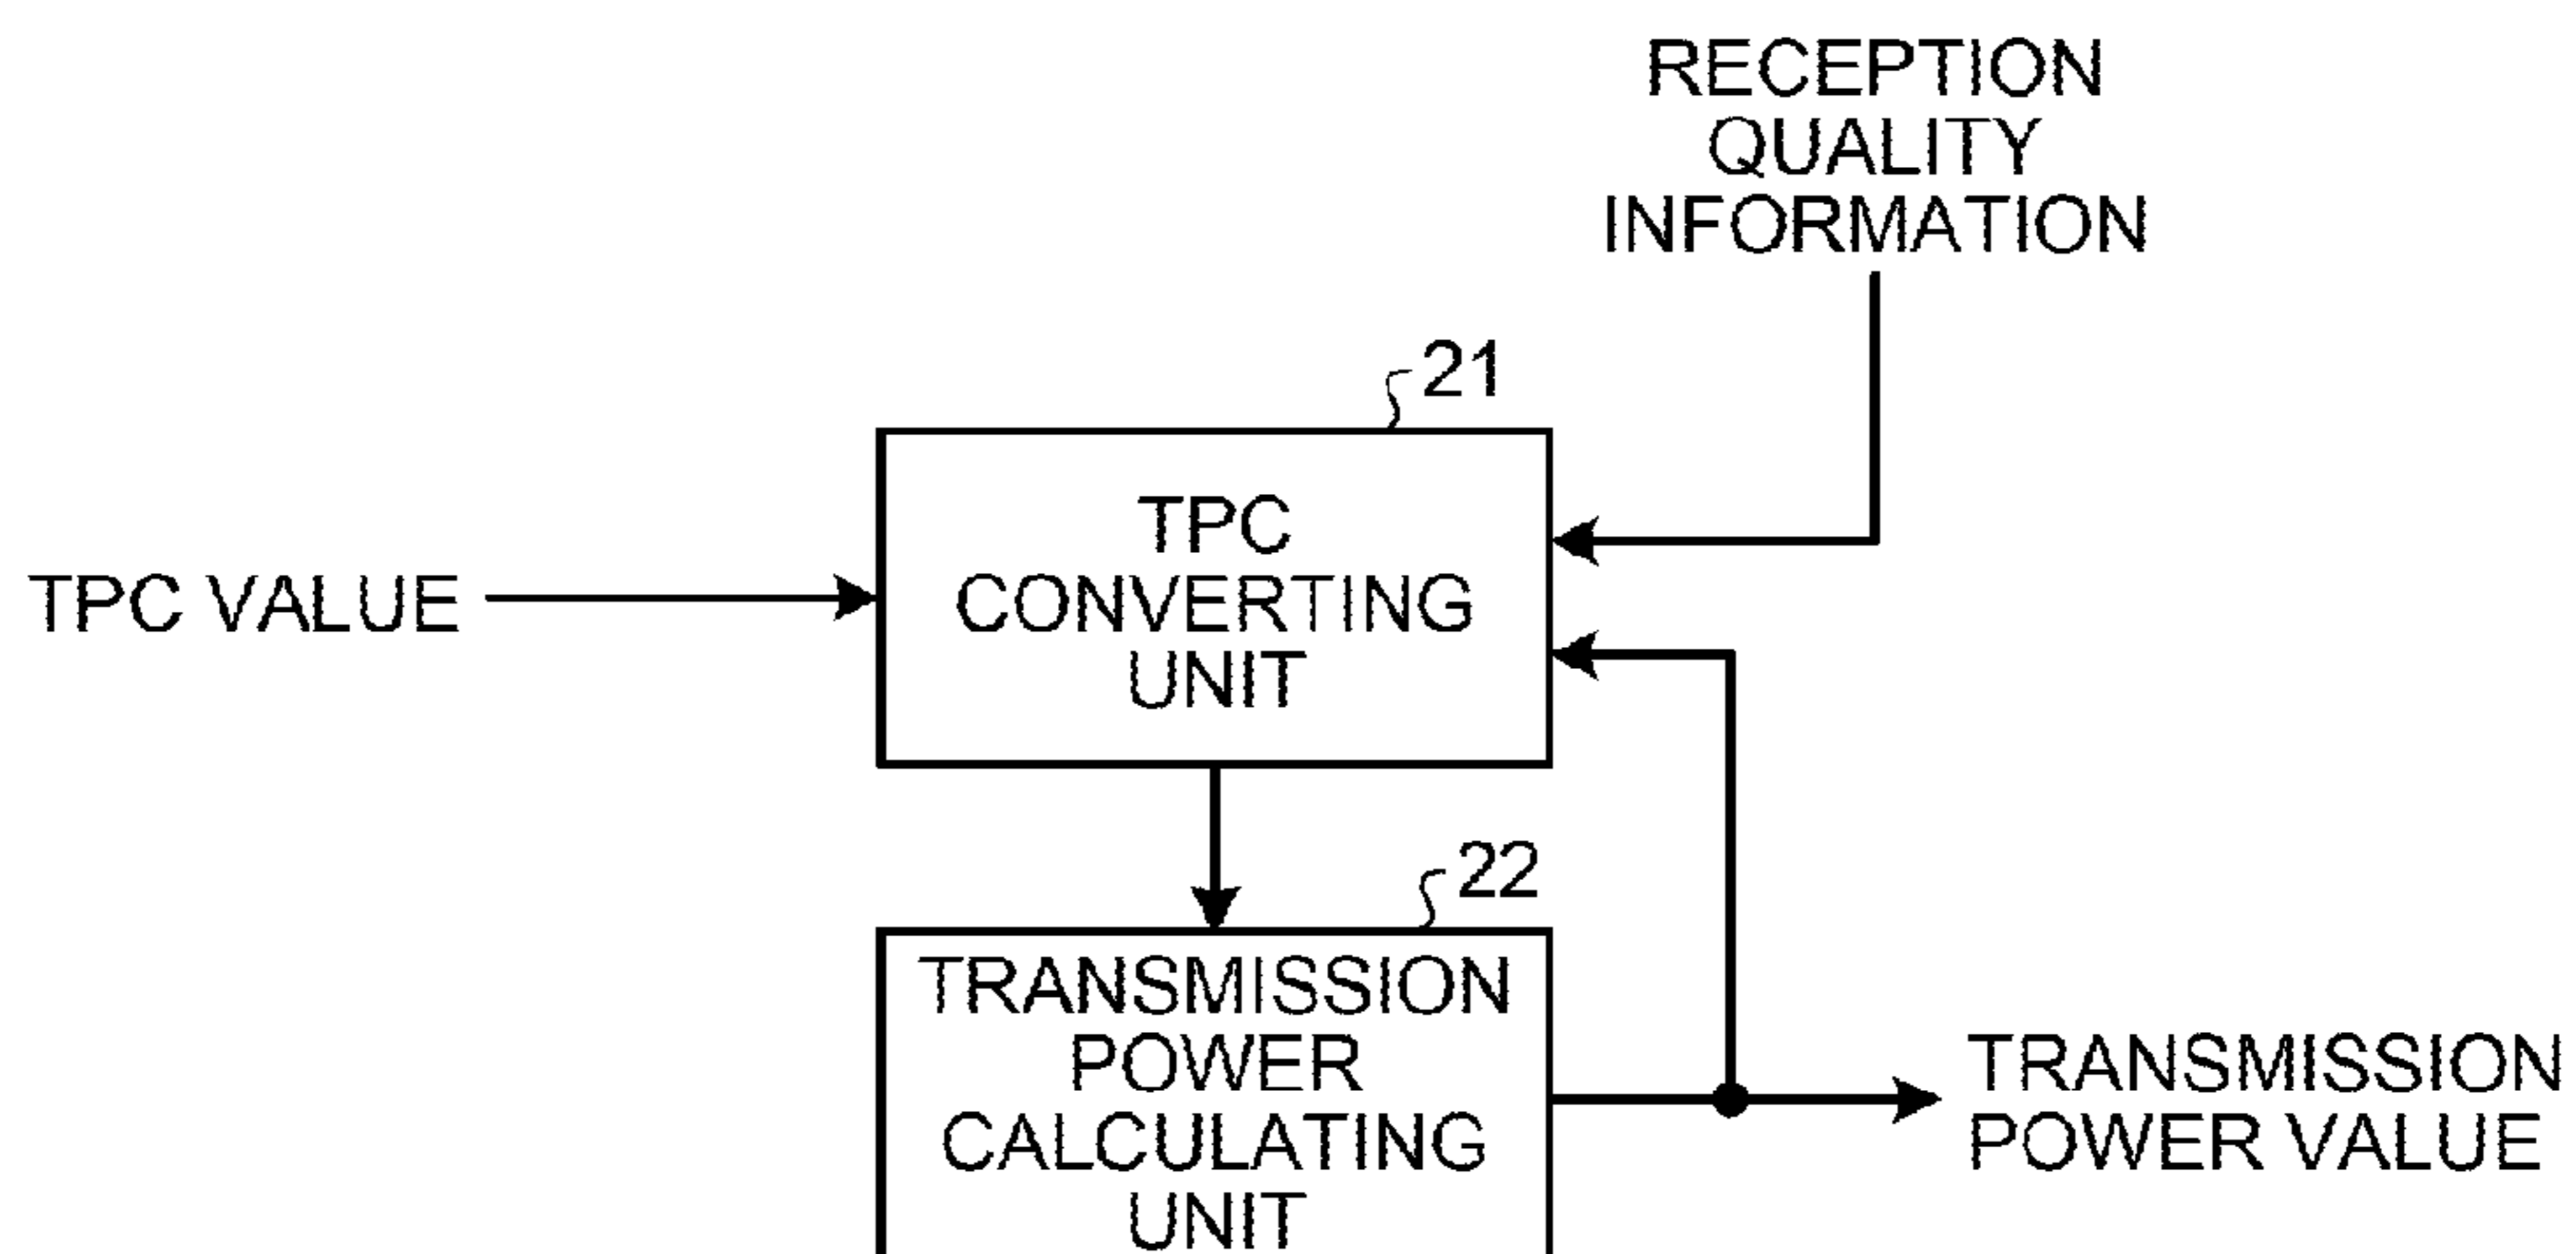 RECEPTION
QUALITY
INFORMATION
21
TPC
CONVERTING
UNIT
TPC VALUE
22
TRANSMISSION
POWER
CALCULATING
UNIT
TRANSMISSION
POWER VALUE